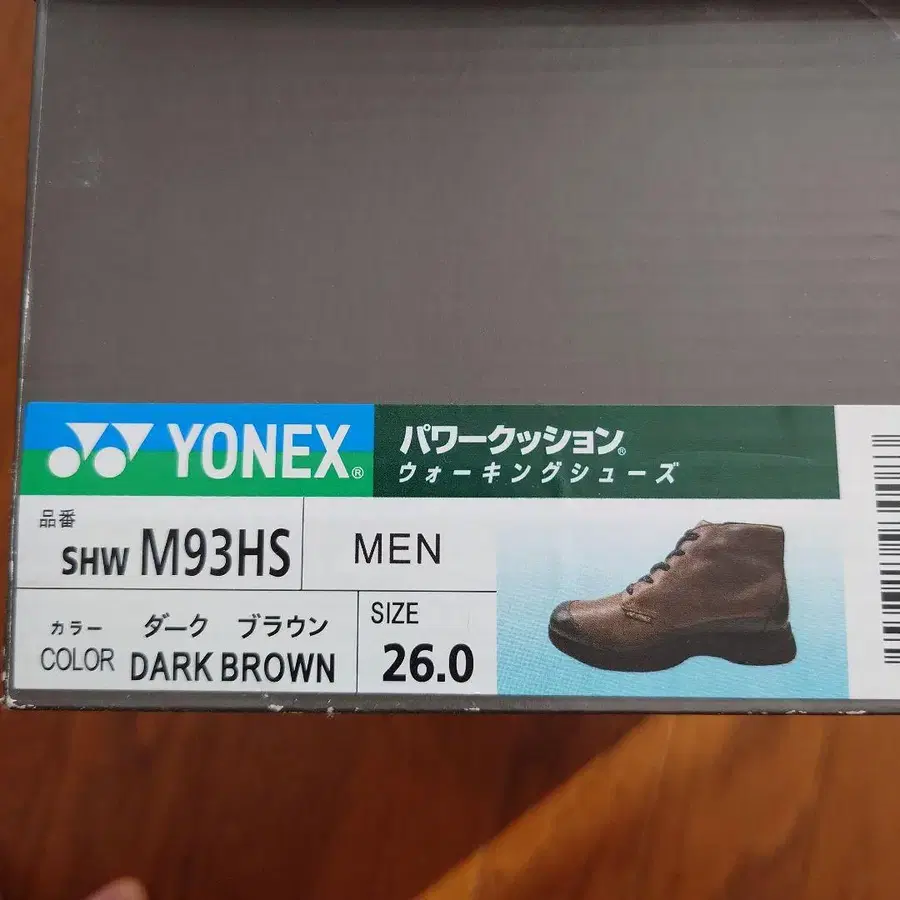 YONEX®
パワークッション®
ウォーキングシューズ
品番
SHW M93HS
MEN
カラー ダーク ブラウン
COLOR DARK BROWN
SIZE
26.0